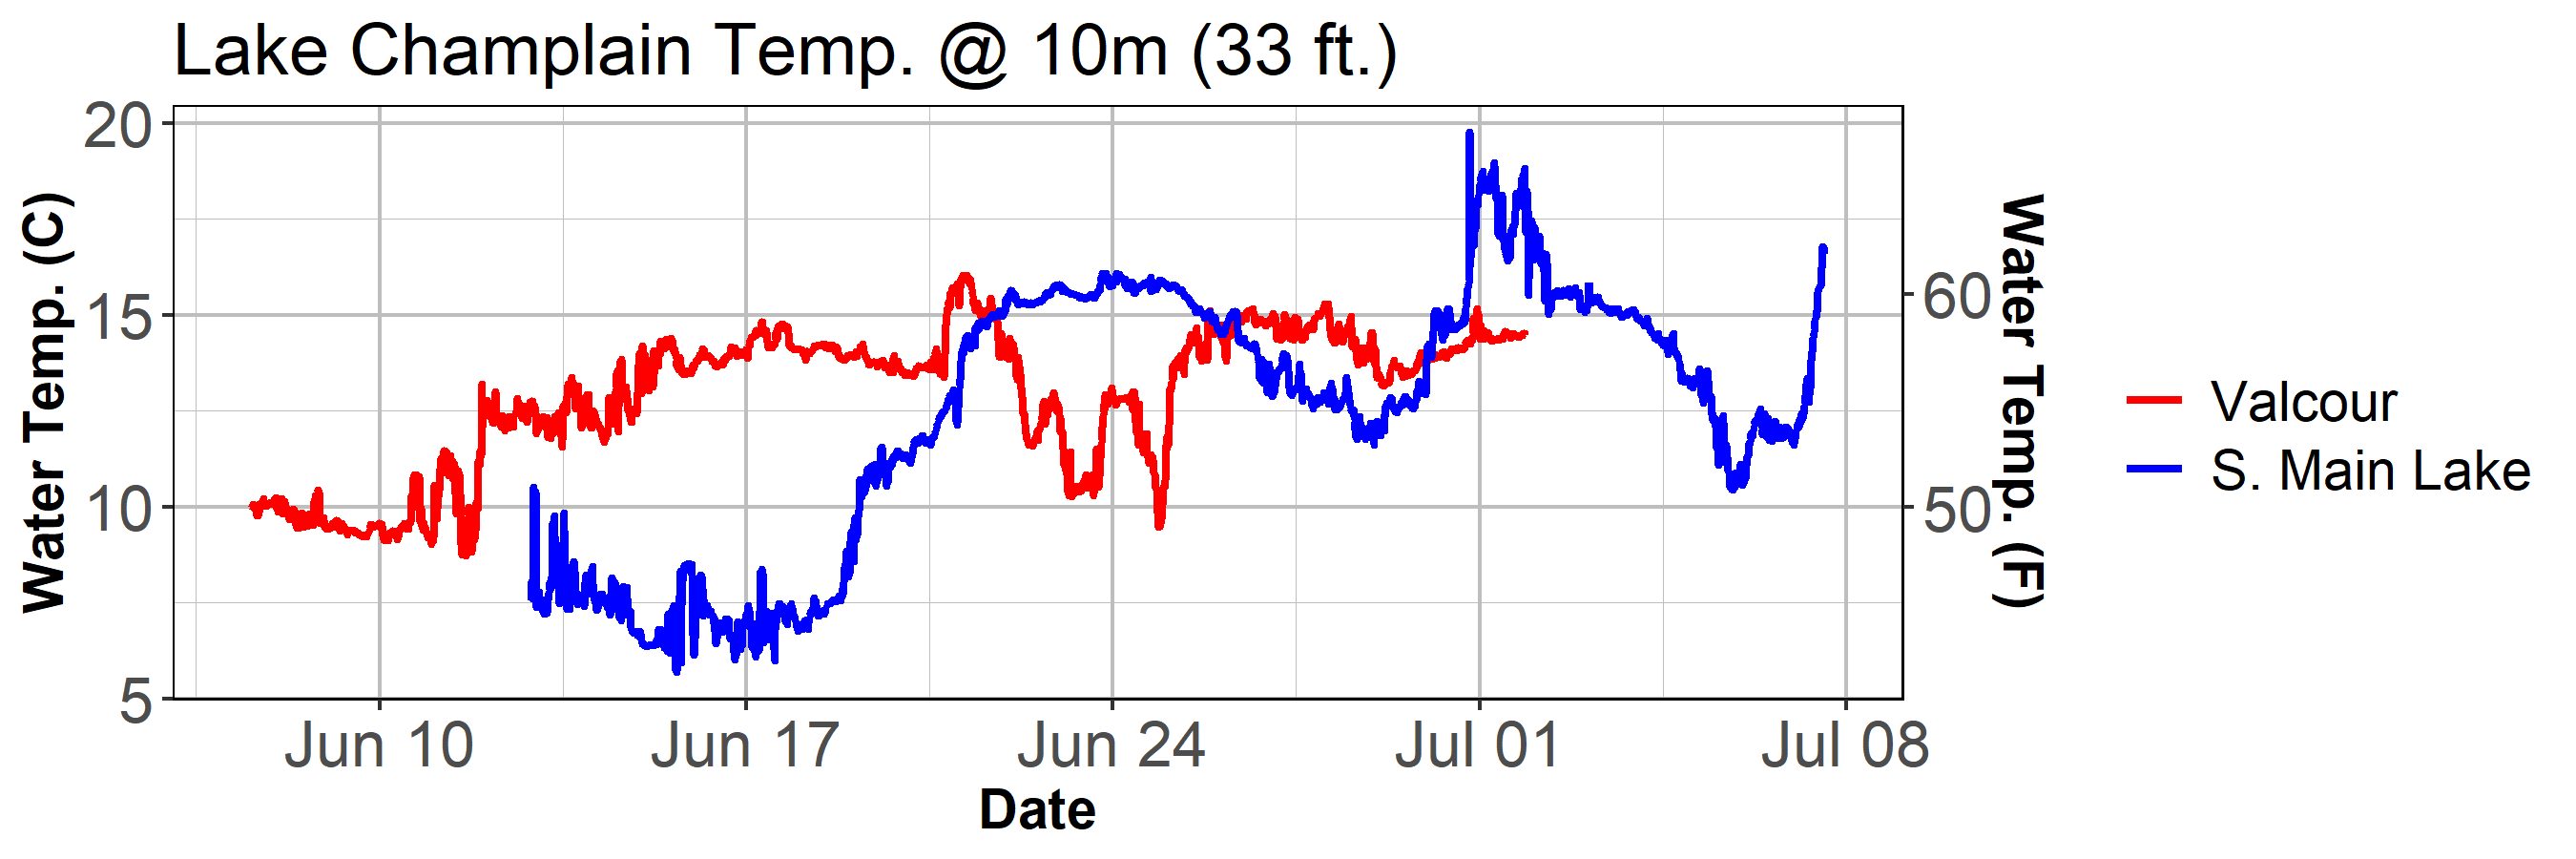 Lake Champlain Temp. @ 10m (33 ft.)
20
15
10
5
Water Temp. (C)
60
50
Water Temp. (F)
Jun 10
Jun 17
Jun 24
Jul 01
Jul 08
Date
Valcour
S. Main Lake